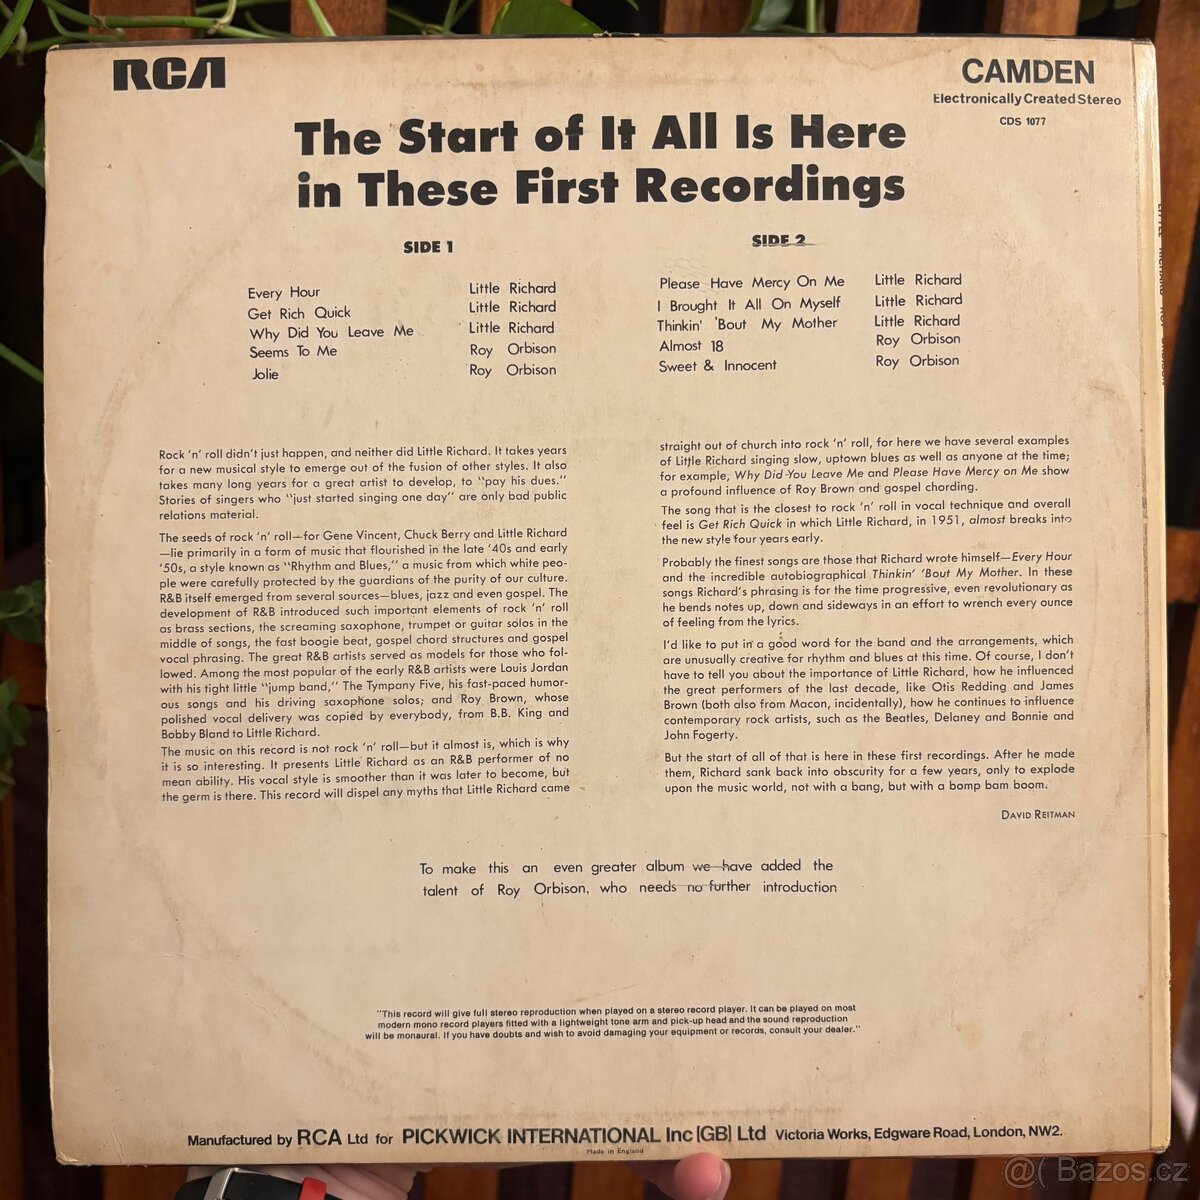 RCA
CAMDEN
Electronically Created Stereo
CDS 1077
The Start of It All Is Here
in These First Recordings
SIDE 1
Every Hour Little Richard
Get Rich Quick Little Richard
Why Did You Leave Me Little Richard
Seems To Me Roy Orbison
Jolie Roy Orbison
SIDE 2
Please Have Mercy On Me Little Richard
I Brought It All On Myself Little Richard
Thinkin' 'Bout My Mother Little Richard
Almost 18 Roy Orbison
Sweet & Innocent Roy Orbison
Rock 'n' roll didn't just happen, and neither did Little Richard. It takes years
for a new musical style to emerge out of the fusion of other styles. It also
takes many long years for a great artist to develop, to "pay his dues."
Stories of singers who "just started singing one day" are only bad public
relations material.
The seeds of rock 'n' roll—for Gene Vincent, Chuck Berry and Little Richard
—lie primarily in a form of music that flourished in the late '40s and early
'50s, a style known as "Rhythm and Blues," a music from which white peo-
ple were carefully protected by the guardians of the purity of our culture.
R&B itself emerged from several sources—blues, jazz and even gospel. The
development of R&B introduced such important elements of rock 'n' roll
as brass sections, the screaming saxophone, trumpet or guitar solos in the
middle of songs, the fast boogie beat, gospel chord structures and gospel
vocal phrasing. The great R&B artists served as models for those who fol-
lowed. Among the most popular of the early R&B artists were Louis Jordan
with his tight little "jump band," The Tympany Five, his fast-paced humor-
ous songs and his driving saxophone solos; and Roy Brown, whose
polished vocal delivery was copied by everybody, from B.B. King and
Bobby Bland to Little Richard.
The music on this record is not rock 'n' roll—but it almost is, which is why
it is so interesting. It presents Little Richard as an R&B performer of no
mean ability. His vocal style is smoother than it was later to become, but
the germ is there. This record will dispel any myths that Little Richard came
straight out of church into rock 'n' roll, for here we have several examples
of Little Richard singing slow, uptown blues as well as anyone at the time;
for example, Why Did You Leave Me and Please Have Mercy on Me show
a profound influence of Roy Brown and gospel chording.
The song that is the closest to rock 'n' roll in vocal technique and overall
feel is Get Rich Quick in which Little Richard, in 1951, almost breaks into
the new style four years early.
Probably the finest songs are those that Richard wrote himself—Every Hour
and the incredible autobiographical Thinkin' 'Bout My Mother. In these
songs Richard's phrasing is for the time progressive, even revolutionary as
he bends notes up, down and sideways in an effort to wrench every ounce
of feeling from the lyrics.
I'd like to put in a good word for the band and the arrangements, which
are unusually creative for rhythm and blues at this time. Of course, I don't
have to tell you about the importance of Little Richard, how he influenced
the great performers of the last decade, like Otis Redding and James
Brown (both also from Macon, incidentally), how he continues to influence
contemporary rock artists, such as the Beatles, Delaney and Bonnie and
John Fogerty.
But the start of all of that is here in these first recordings. After he made
them, Richard sank back into obscurity for a few years, only to explode
upon the music world, not with a bang, but with a bomp bam boom.
DAVID REITMAN
To make this an even greater album we have added the
talent of Roy Orbison, who needs no further introduction
"This record will give full stereo reproduction when played on a stereo record player. It can be played on most
modern mono record players fitted with a lightweight tone arm and pick-up head and the sound reproduction
will be monaural. If you have doubts and wish to avoid damaging your equipment or records, consult your dealer."
Manufactured by RCA Ltd for PICKWICK INTERNATIONAL Inc (GB) Ltd Victoria Works, Edgware Road, London, NW2.
Made in England
@( Bazos.cz